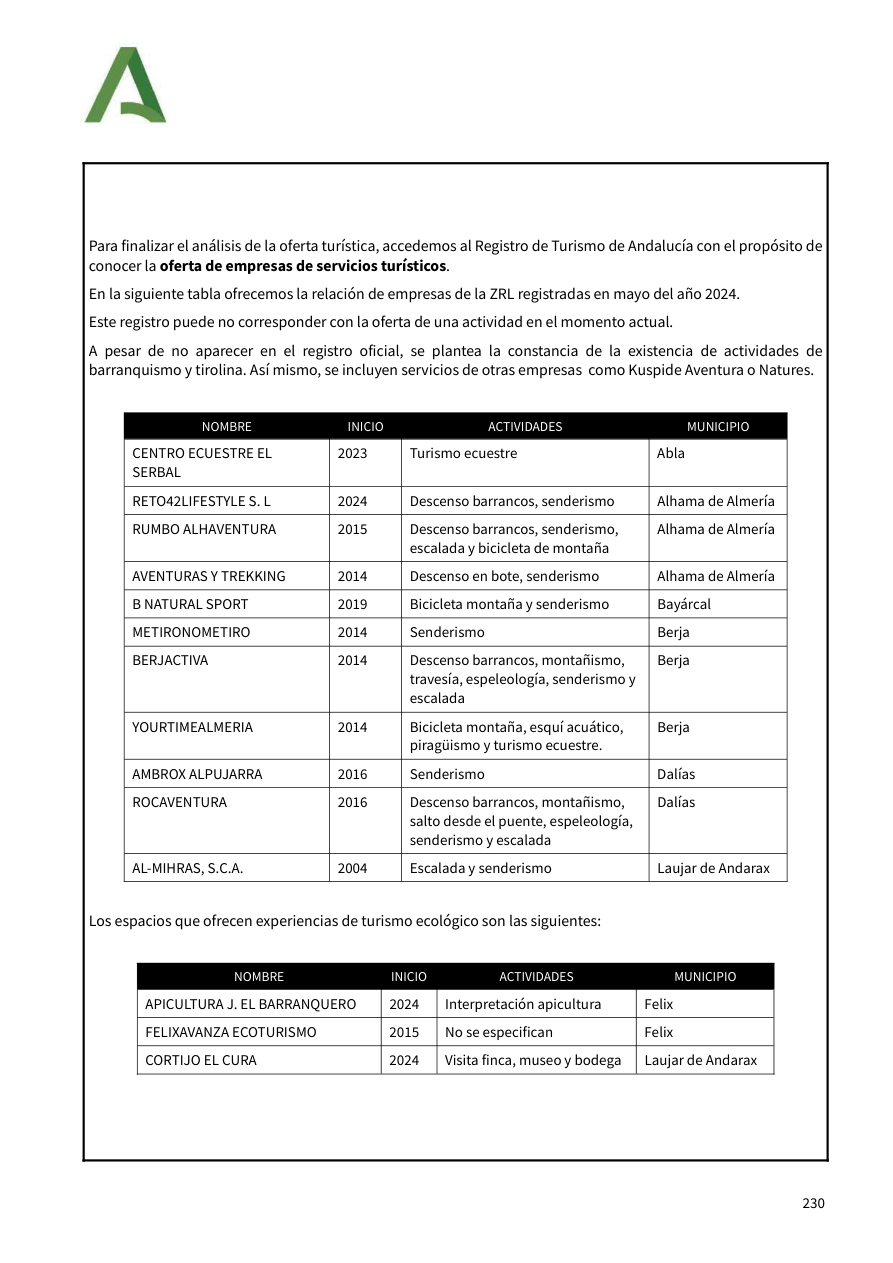 Para finalizar el análisis de la oferta turística, accedemos al Registro de Turismo de Andalucía con el propósito de
conocer la oferta de empresas de servicios turísticos.
En la siguiente tabla ofrecemos la relación de empresas de la ZRL registradas en mayo del año 2024.
Este registro puede no corresponder con la oferta de una actividad en el momento actual.
A pesar de no aparecer en el registro oficial, se plantea la constancia de la existencia de actividades de
barranquismo y tirolina. Así mismo, se incluyen servicios de otras empresas como Kuspide Aventura o Natures.
NOMBRE INICIO ACTIVIDADES MUNICIPIO
CENTRO ECUESTRE EL 2023 Turismo ecuestre Abla
SERBAL
RETO42LIFESTYLE S. L 2024 Descenso barrancos, senderismo Alhama de Almería
RUMBO ALHAVENTURA 2015 Descenso barrancos, senderismo, Alhama de Almería
escalada y bicicleta de montaña
AVENTURAS Y TREKKING 2014 Descenso en bote, senderismo Alhama de Almería
B NATURAL SPORT 2019 Bicicleta montaña y senderismo Bayárcal
METIRONOMETIRO 2014 Senderismo Berja
BERJACTIVA 2014 Descenso barrancos, montañismo, Berja
travesía, espeleología, senderismo y
escalada
YOURTIMEALMERIA 2014 Bicicleta montaña, esquí acuático, Berja
piragüismo y turismo ecuestre.
AMBROX ALPUJARRA 2016 Senderismo Dalías
ROCAVENTURA 2016 Descenso barrancos, montañismo, Dalías
salto desde el puente, espeleología,
senderismo y escalada
AL-MIHRAS, S.C.A. 2004 Escalada y senderismo Laujar de Andarax
Los espacios que ofrecen experiencias de turismo ecológico son las siguientes:
NOMBRE INICIO ACTIVIDADES MUNICIPIO
APICULTURA J. EL BARRANQUERO 2024 Interpretación apicultura Felix
FELIXAVANZA ECOTURISMO 2015 No se especifican Felix
CORTIJO EL CURA 2024 Visita finca, museo y bodega Laujar de Andarax
230